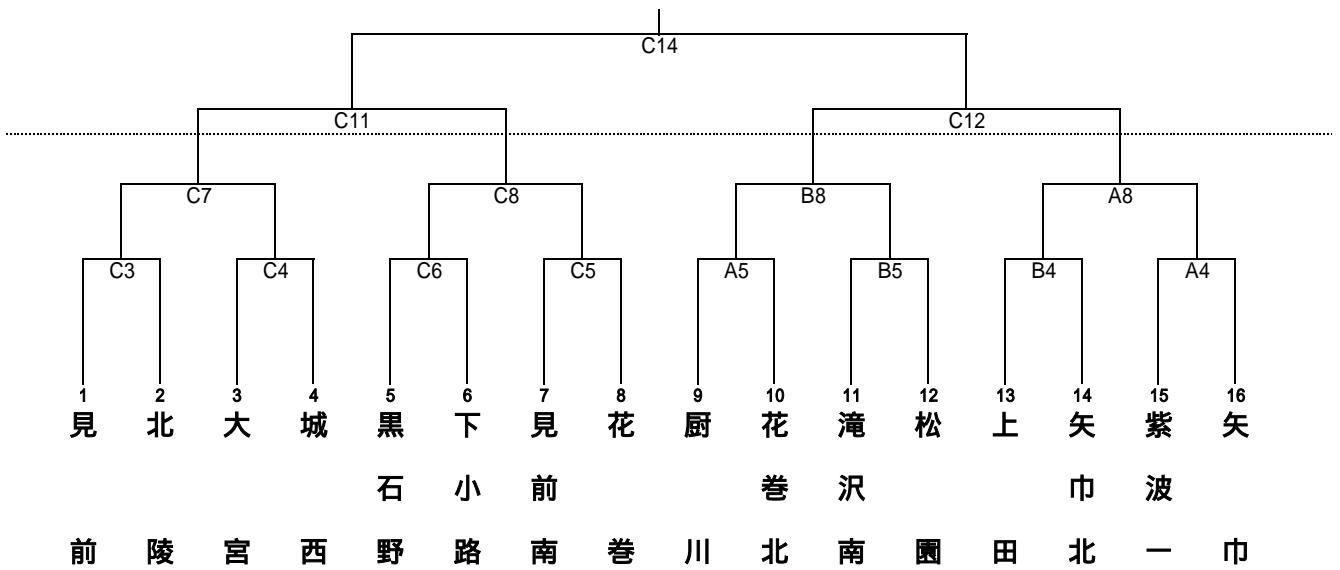 C14
C11
C12
C7
C8
B8
A8
C3
C4
C6
C5
A5
B5
B4
A4
1
見前
2
北陵
3
大宮
4
城西
5
黒石野
6
下小路
7
見前南
8
花巻
9
厨川
10
花巻北
11
滝沢南
12
松園
13
上田
14
矢巾北
15
紫波一
16
矢巾